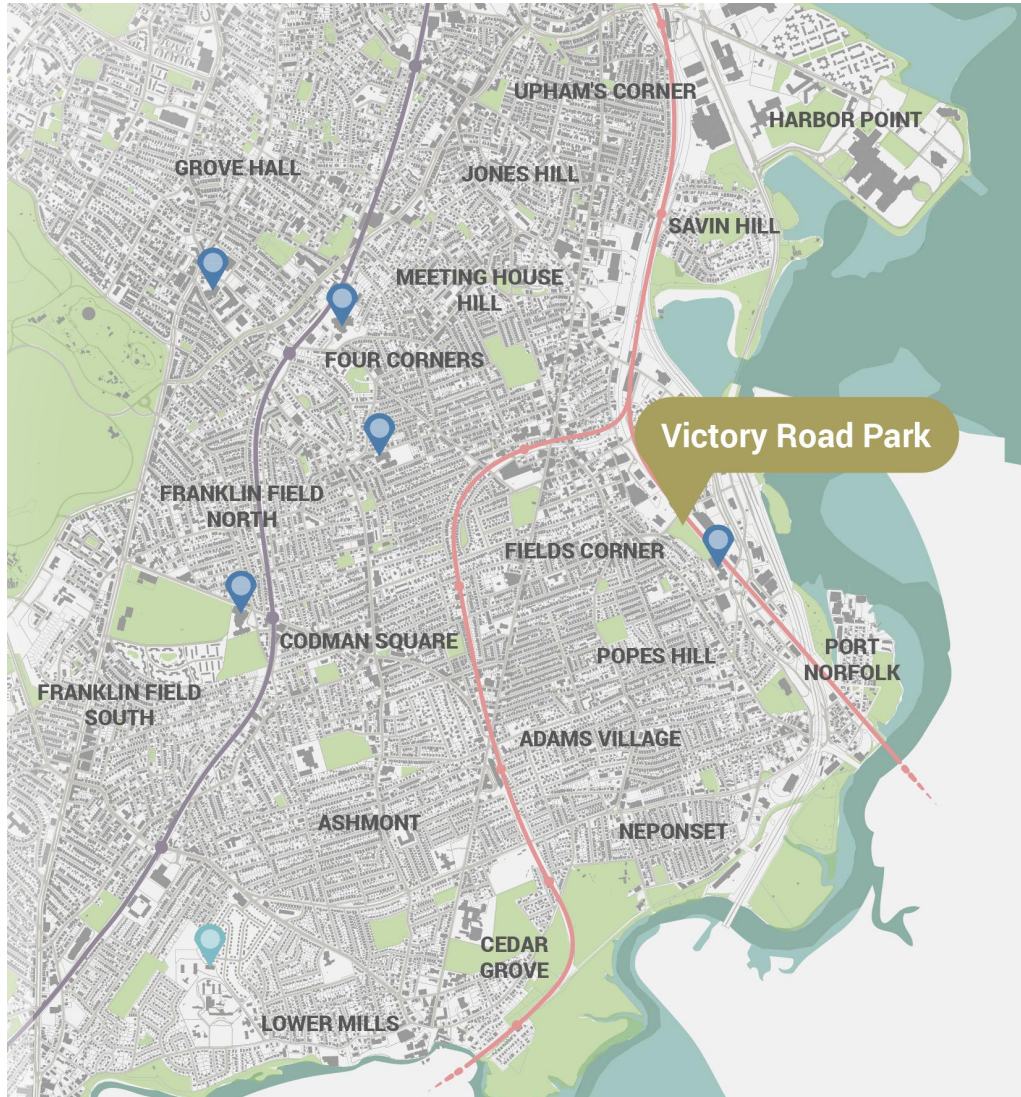 UPHAM'S CORNER
HARBOR POINT
GROVE HALL
JONES HILL
SAVIN HILL
MEETING HOUSE
HILL
FOUR CORNERS
Victory Road Park
FRANKLIN FIELD
NORTH
FIELDS CORNER
CODMAN SQUARE
POPES HILL
PORT
NORFOLK
FRANKLIN FIELD
SOUTH
ADAMS VILLAGE
ASHMONT
NEPONSET
CEDAR
GROVE
LOWER MILLS